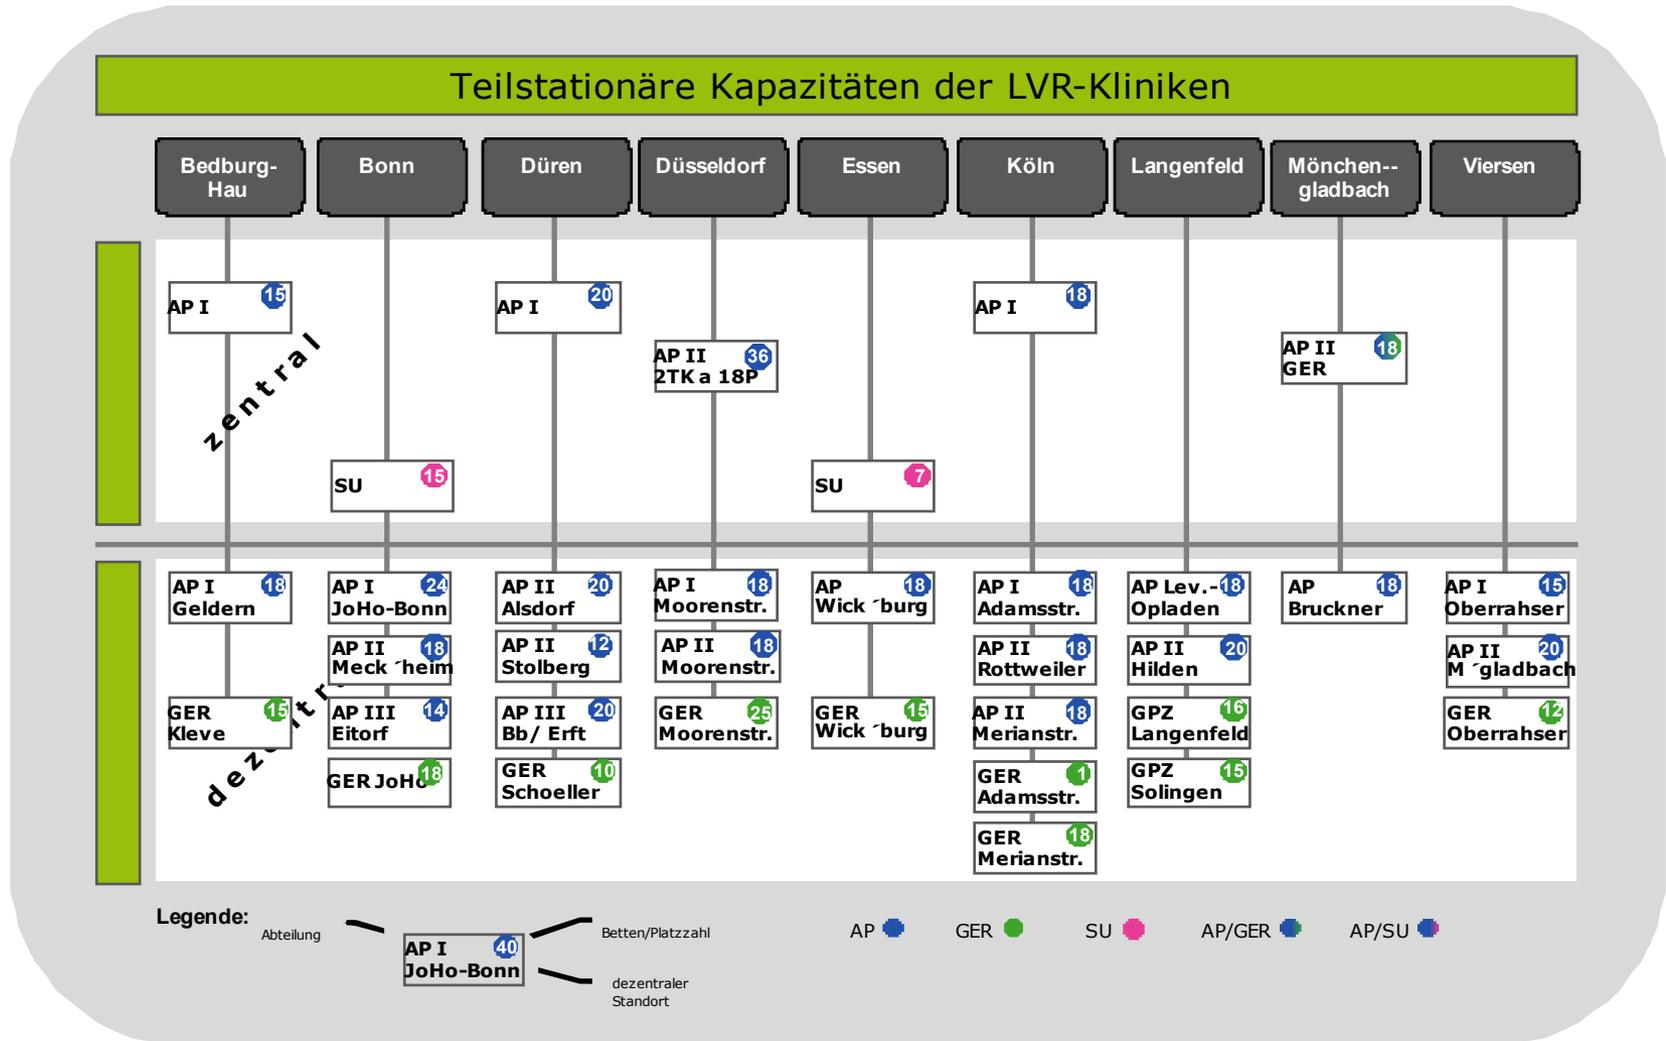 Teilstationäre Kapazitäten der LVR-Kliniken
Bedburg-
Hau
Bonn
Düren
Düsseldorf
Essen
Köln
Langenfeld
Mönchen--
gladbach
Viersen
zentral
AP I 15
AP I 20
AP I 18
AP II 36
2TK a 18P
AP II 18
GER
SU 15
SU 7
AP I 18
Geldern
GER 15
Kleve
AP I 24
JoHo-Bonn
AP II 18
Meck ´heim
AP III 14
Eitorf
GER JoHo 18
AP II 20
Alsdorf
AP II 12
Stolberg
AP III 20
Bb/ Erft
GER 10
Schoeller
AP I 18
Moorenstr.
AP II 18
Moorenstr.
GER 25
Moorenstr.
AP 18
Wick ´burg
GER 15
Wick ´burg
AP I 18
Adamsstr.
AP II 18
Rottweiler
AP II 18
Merianstr.
GER 1
Adamsstr.
GER 18
Merianstr.
AP Lev.- 18
Opladen
AP II 20
Hilden
GPZ 16
Langenfeld
GPZ 15
Solingen
AP 18
Bruckner
AP I 15
Oberrahser
AP II 20
M ´gladbach
GER 12
Oberrahser
Legende:
Abteilung
AP I 40
JoHo-Bonn
Betten/Platzzahl
dezentraler
Standort
AP
GER
SU
AP/GER
AP/SU